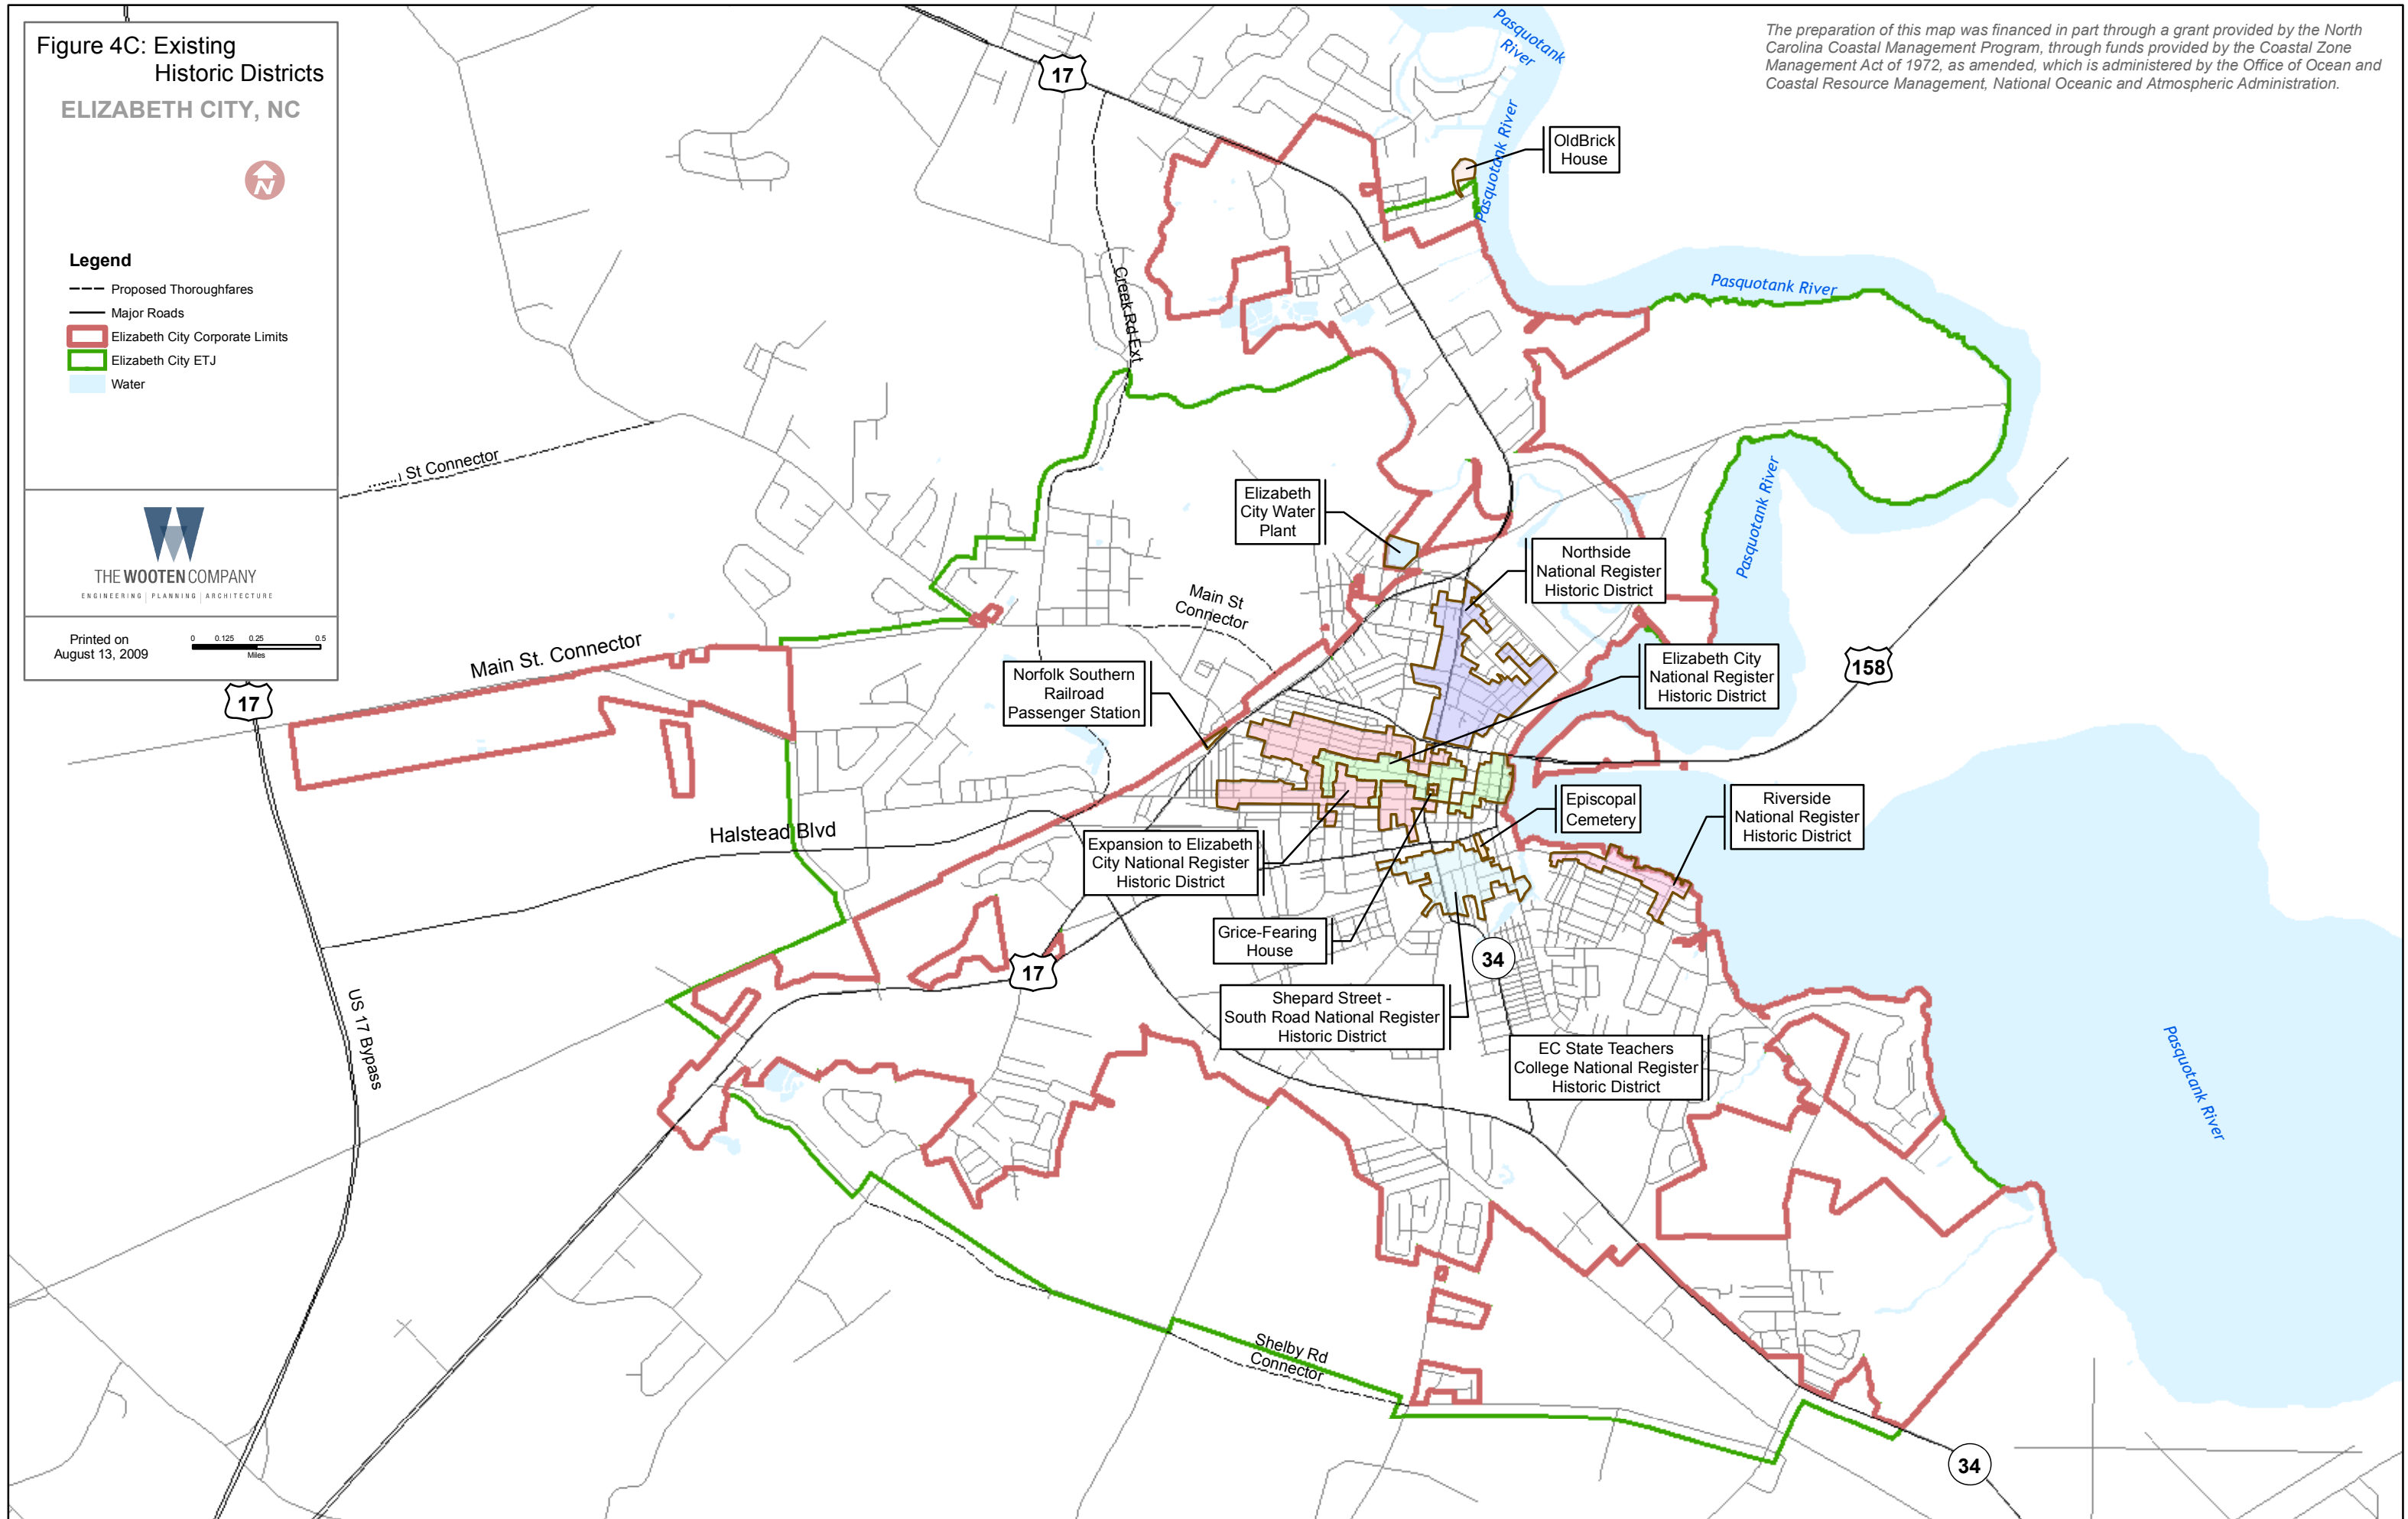 Figure 4C: Existing
Historic Districts
ELIZABETH CITY, NC
N
Legend
Proposed Thoroughfares
Major Roads
Elizabeth City Corporate Limits
Elizabeth City ETJ
Water
THE WOOTEN COMPANY
ENGINEERING | PLANNING | ARCHITECTURE
Printed on
August 13, 2009
0 0.125 0.25 0.5
Miles
The preparation of this map was financed in part through a grant provided by the North
Carolina Coastal Management Program, through funds provided by the Coastal Zone
Management Act of 1972, as amended, which is administered by the Office of Ocean and
Coastal Resource Management, National Oceanic and Atmospheric Administration.
Pasquotank
River
17
Pasquotank River
OldBrick
House
Creek Rd Ext
Pasquotank River
St Connector
Pasquotank River
Elizabeth
City Water
Plant
Northside
National Register
Historic District
Main St
Connector
Main St. Connector
Elizabeth City
National Register
Historic District
158
Norfolk Southern
Railroad
Passenger Station
17
Episcopal
Cemetery
Riverside
National Register
Historic District
Halstead Blvd
Expansion to Elizabeth
City National Register
Historic District
Grice-Fearing
House
34
17
Shepard Street -
South Road National Register
Historic District
US 17 Bypass
EC State Teachers
College National Register
Historic District
Pasquotank River
Shelby Rd
Connector
34